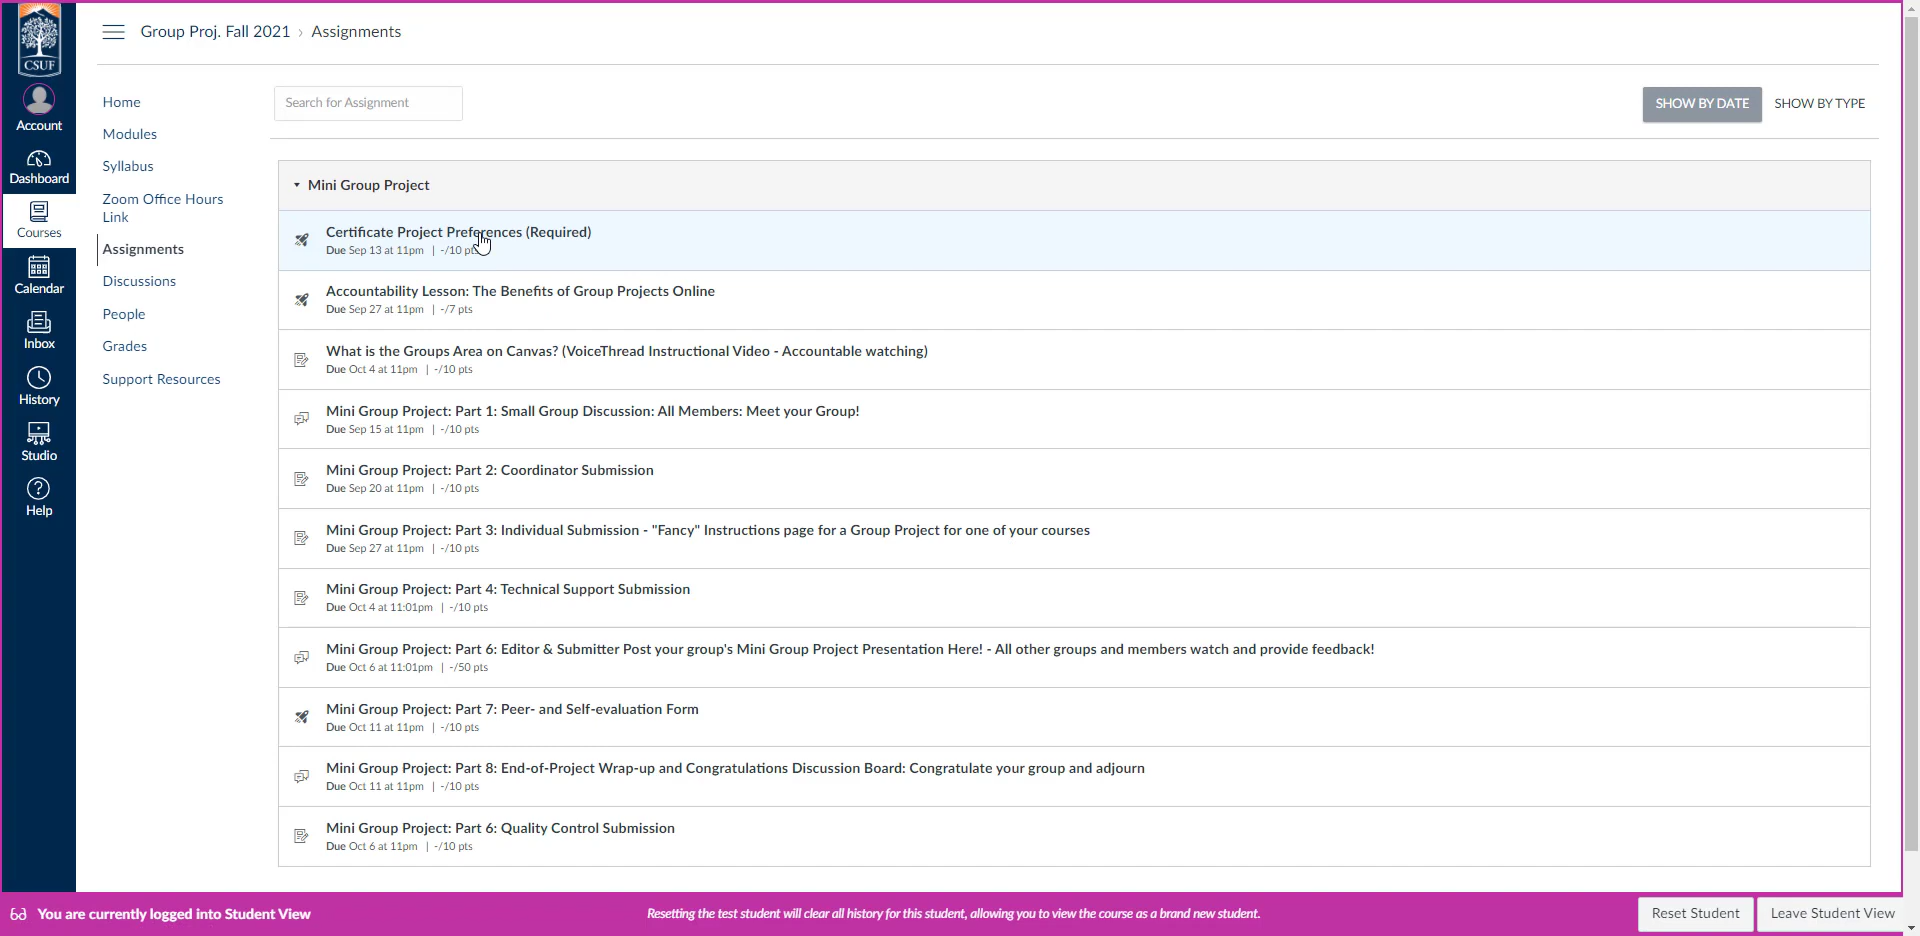 CSUF
Account
Dashboard
Courses
Calendar
Inbox
History
Studio
Help
Group Proj. Fall 2021 › Assignments
Home
Modules
Syllabus
Zoom Office Hours
Link
Assignments
Discussions
People
Grades
Support Resources
Search for Assignment
SHOW BY DATE
SHOW BY TYPE
Mini Group Project
Certificate Project Preferences (Required)
Due Sep 13 at 11pm | -/10 pts
Accountability Lesson: The Benefits of Group Projects Online
Due Sep 27 at 11pm | -/7 pts
What is the Groups Area on Canvas? (VoiceThread Instructional Video - Accountable watching)
Due Oct 4 at 11pm | -/10 pts
Mini Group Project: Part 1: Small Group Discussion: All Members: Meet your Group!
Due Sep 15 at 11pm | -/10 pts
Mini Group Project: Part 2: Coordinator Submission
Due Sep 20 at 11pm | -/10 pts
Mini Group Project: Part 3: Individual Submission - "Fancy" Instructions page for a Group Project for one of your courses
Due Sep 27 at 11pm | -/10 pts
Mini Group Project: Part 4: Technical Support Submission
Due Oct 4 at 11:01pm | -/10 pts
Mini Group Project: Part 6: Editor & Submitter Post your group's Mini Group Project Presentation Here! - All other groups and members watch and provide feedback!
Due Oct 6 at 11:01pm | -/50 pts
Mini Group Project: Part 7: Peer- and Self-evaluation Form
Due Oct 11 at 11pm | -/10 pts
Mini Group Project: Part 8: End-of-Project Wrap-up and Congratulations Discussion Board: Congratulate your group and adjourn
Due Oct 11 at 11pm | -/10 pts
Mini Group Project: Part 6: Quality Control Submission
Due Oct 6 at 11pm | -/10 pts
You are currently logged into Student View
Resetting the test student will clear all history for this student, allowing you to view the course as a brand new student.
Reset Student
Leave Student View